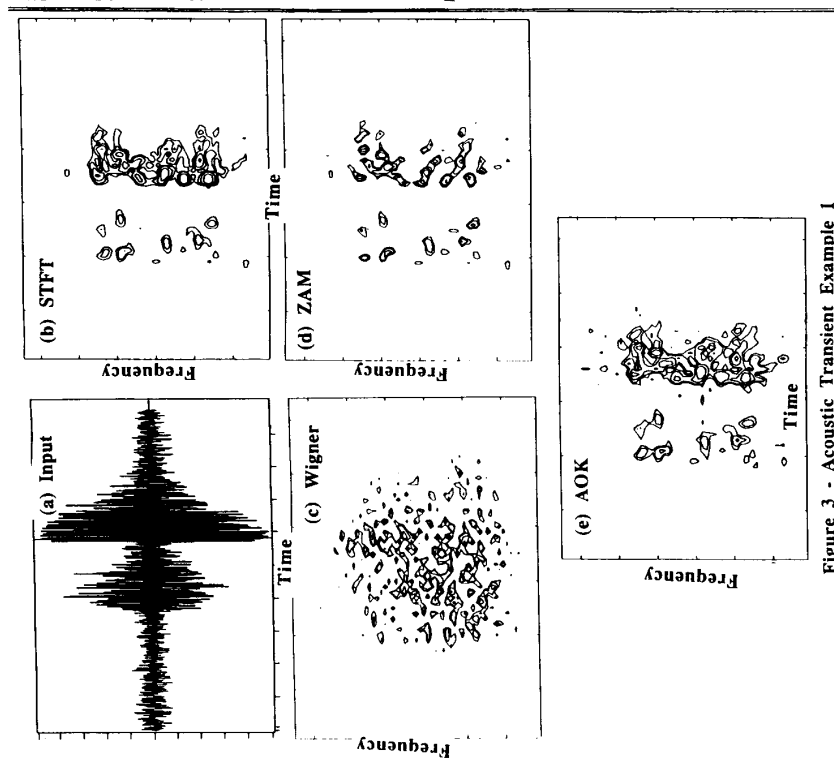 (a) Input
Time
(b) STFT
Frequency
Time
(c) Wigner
Frequency
(d) ZAM
Frequency
(e) AOK
Frequency
Time
Figure 3 - Acoustic Transient Example 1